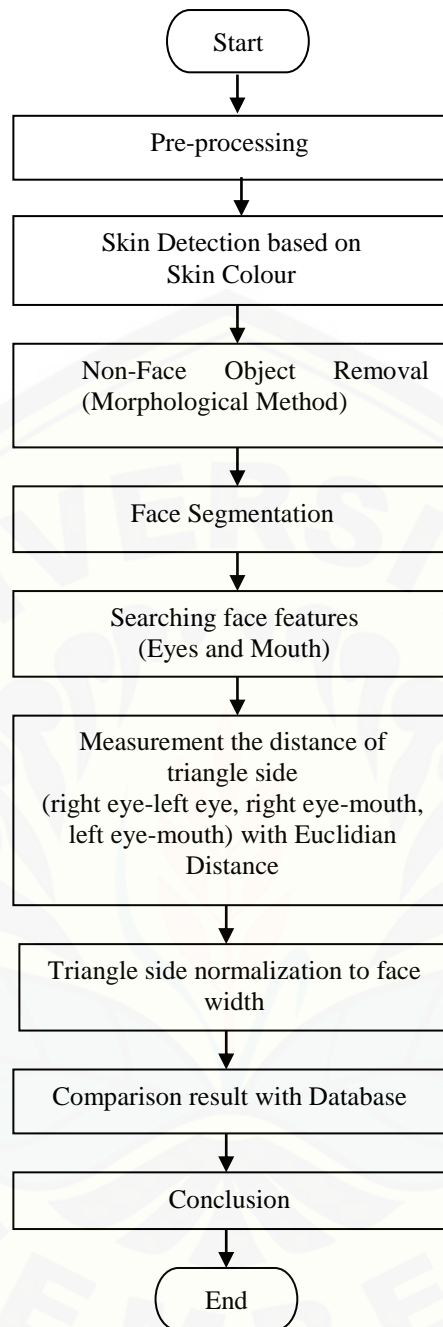 Start
Pre-processing
Skin Detection based on
Skin Colour
Non-Face Object Removal
(Morphological Method)
Face Segmentation
Searching face features
(Eyes and Mouth)
Measurement the distance of
triangle side
(right eye-left eye, right eye-mouth,
left eye-mouth) with Euclidian
Distance
Triangle side normalization to face
width
Comparison result with Database
Conclusion
End